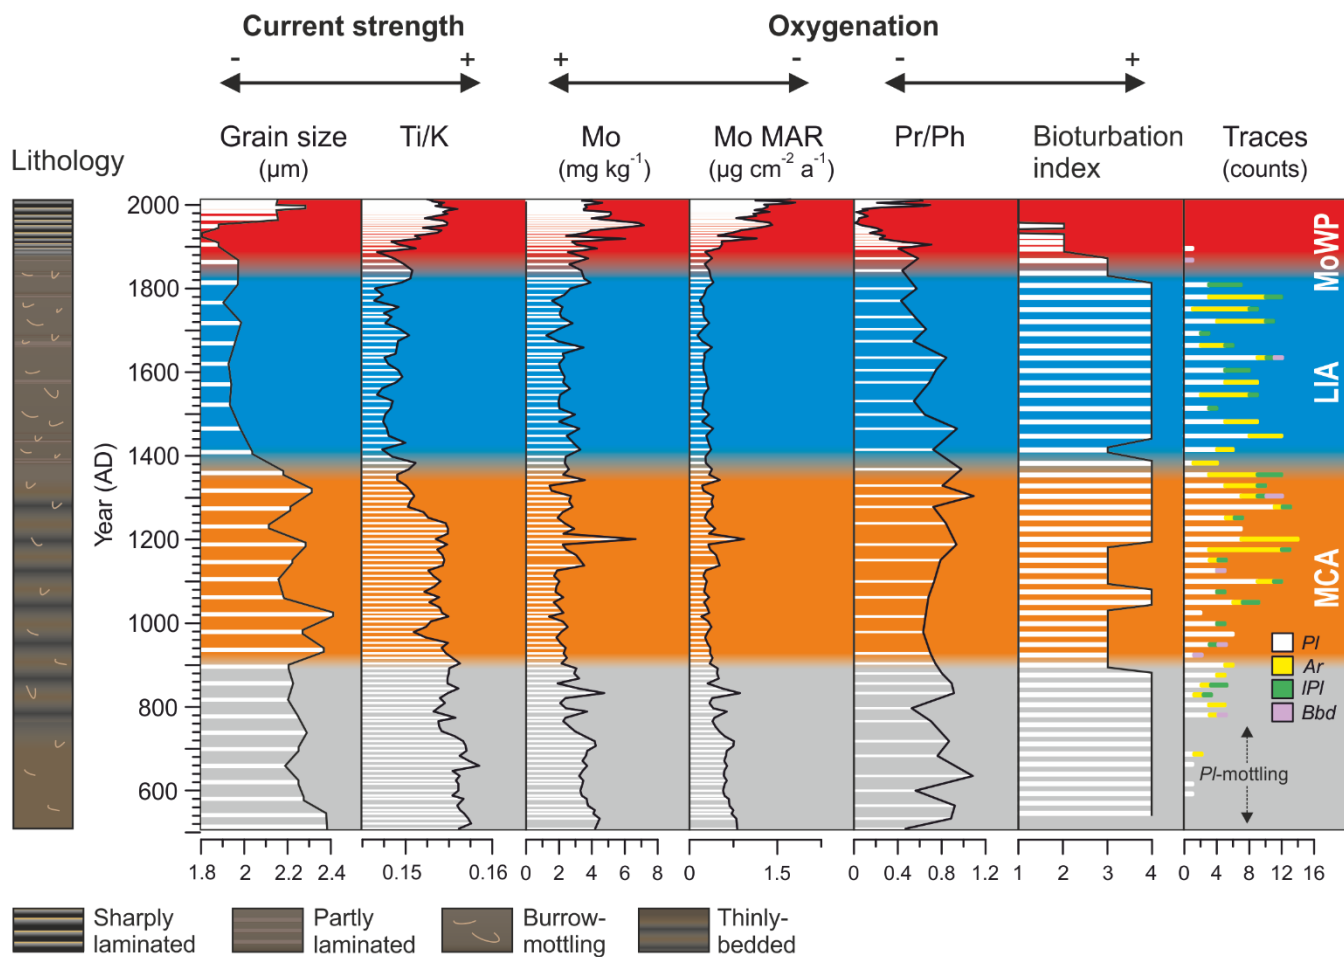 Current strength
Oxygenation
- +
+ -
- +
Lithology
Grain size
(µm)
Ti/K
Mo
(mg kg⁻¹)
Mo MAR
(µg cm⁻² a⁻¹)
Pr/Ph
Bioturbation
index
Traces
(counts)
Year (AD)
2000
1800
1600
1400
1200
1000
800
600
MoWP
LIA
MCA
Pl
Ar
lPl
Bbd
Pl-mottling
1.8 2 2.2 2.4
0.15 0.16
0 2 4 6 8
0 1.5
0 0.4 0.8 1.2
1 2 3 4
0 4 8 12 16
Sharply
laminated
Partly
laminated
Burrow-
mottling
Thinly-
bedded